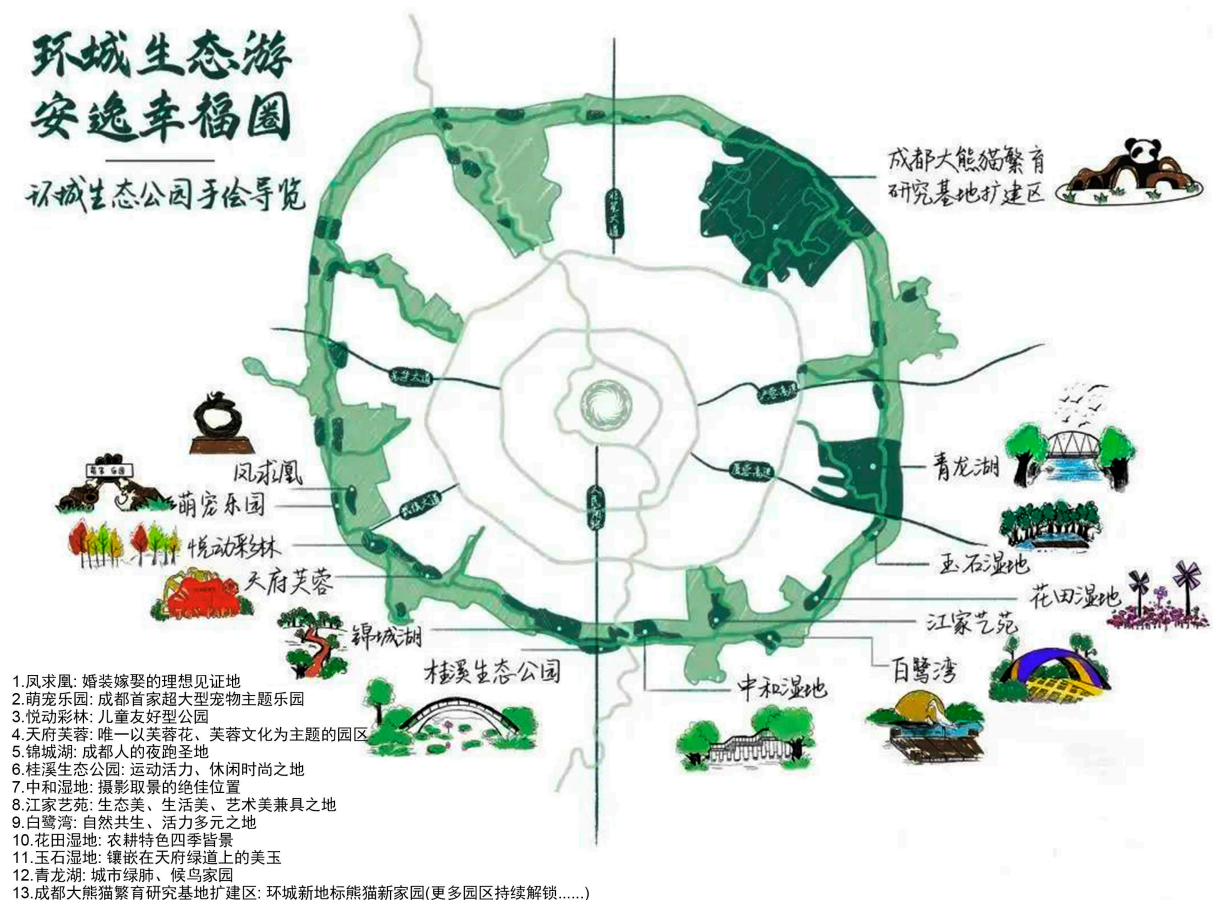 环城生态游
安逸幸福圈
环城生态公园手绘导览
成都大熊猫繁育
研究基地扩建区
凤求凰
萌宠乐园
悦动彩林
天府芙蓉
锦城湖
桂溪生态公园
中和湿地
白鹭湾
江家艺苑
花田湿地
玉石湿地
青龙湖
1.凤求凰: 婚装嫁娶的理想见证地
2.萌宠乐园: 成都首家超大型宠物主题乐园
3.悦动彩林: 儿童友好型公园
4.天府芙蓉: 唯一以芙蓉花、芙蓉文化为主题的园区
5.锦城湖: 成都人的夜跑圣地
6.桂溪生态公园: 运动活力、休闲时尚之地
7.中和湿地: 摄影取景的绝佳位置
8.江家艺苑: 生态美、生活美、艺术美兼具之地
9.白鹭湾: 自然共生、活力多元之地
10.花田湿地: 农耕特色四季皆景
11.玉石湿地: 镶嵌在天府绿道上的美玉
12.青龙湖: 城市绿肺、候鸟家园
13.成都大熊猫繁育研究基地扩建区: 环城新地标熊猫新家园(更多园区持续解锁......)